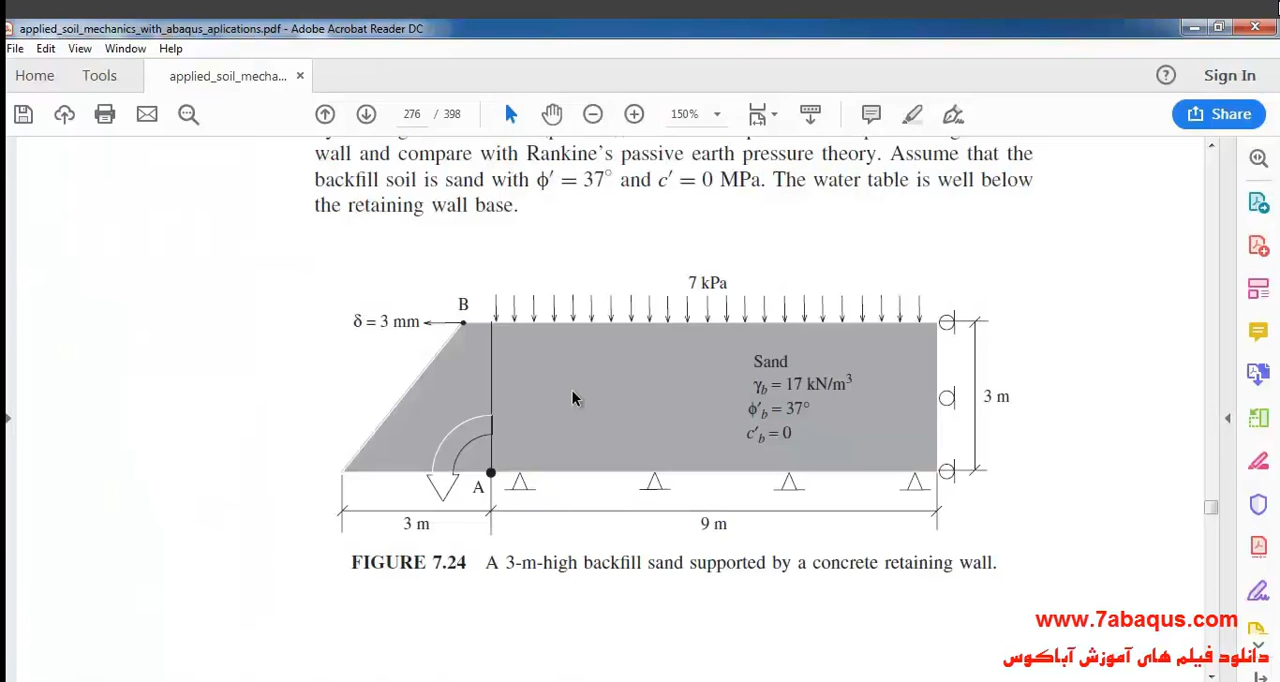 applied_soil_mechanics_with_abaqus_aplications.pdf - Adobe Acrobat Reader DC
File Edit View Window Help
Home Tools applied_soil_mecha... × Sign In
276 / 398 150% Share
wall and compare with Rankine's passive earth pressure theory. Assume that the
backfill soil is sand with ϕ′ = 37° and c′ = 0 MPa. The water table is well below
the retaining wall base.
7 kPa
B
δ = 3 mm
Sand
γb = 17 kN/m³
ϕ′b = 37°
c′b = 0
3 m
A
3 m 9 m
FIGURE 7.24 A 3-m-high backfill sand supported by a concrete retaining wall.
www.7abaqus.com
دانلود فیلم های آموزش آباکوس